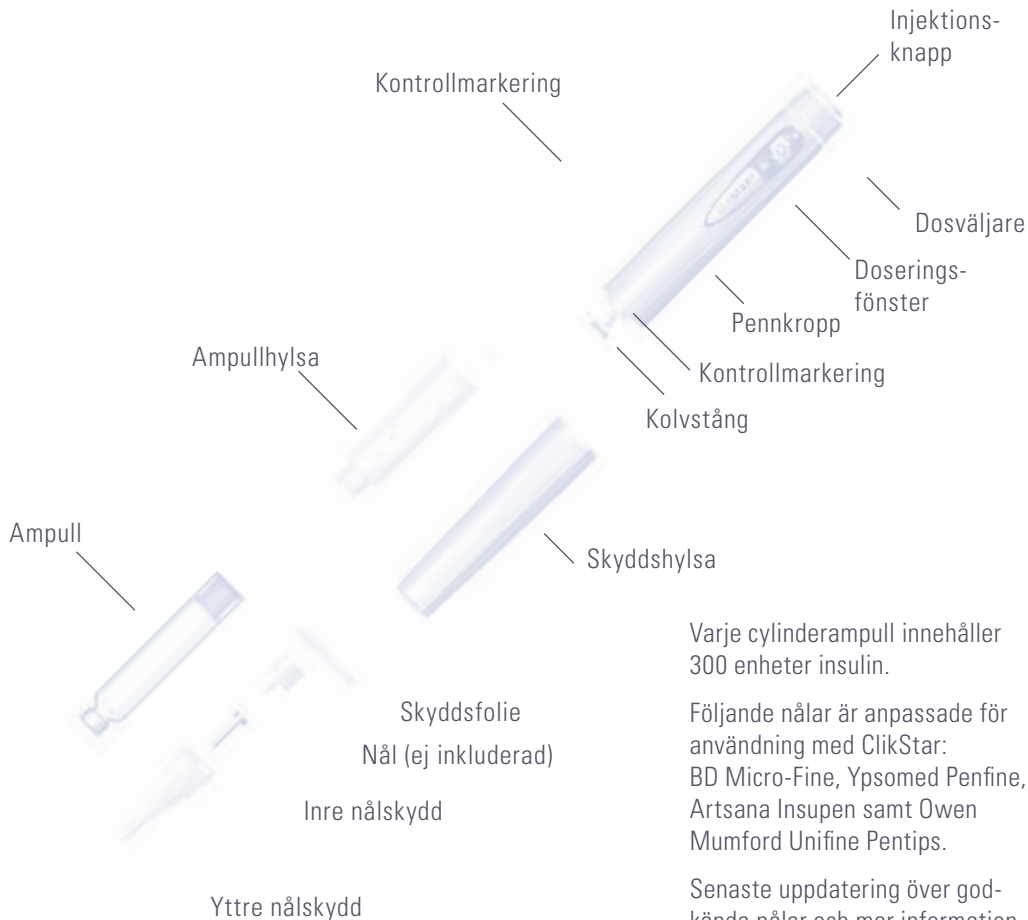 Injektions-
knapp
Kontrollmarkering
Dosväljare
Doserings-
fönster
Pennkropp
Kontrollmarkering
Kolvstång
Ampullhylsa
Ampull
Skyddshylsa
Skyddsfolie
Nål (ej inkluderad)
Inre nålskydd
Yttre nålskydd
Varje cylinderampull innehåller
300 enheter insulin.
Följande nålar är anpassade för
användning med ClikStar:
BD Micro-Fine, Ypsomed Penfine,
Artsana Insupen samt Owen
Mumford Unifine Pentips.
Senaste uppdatering över god-
kända nålar och mer information